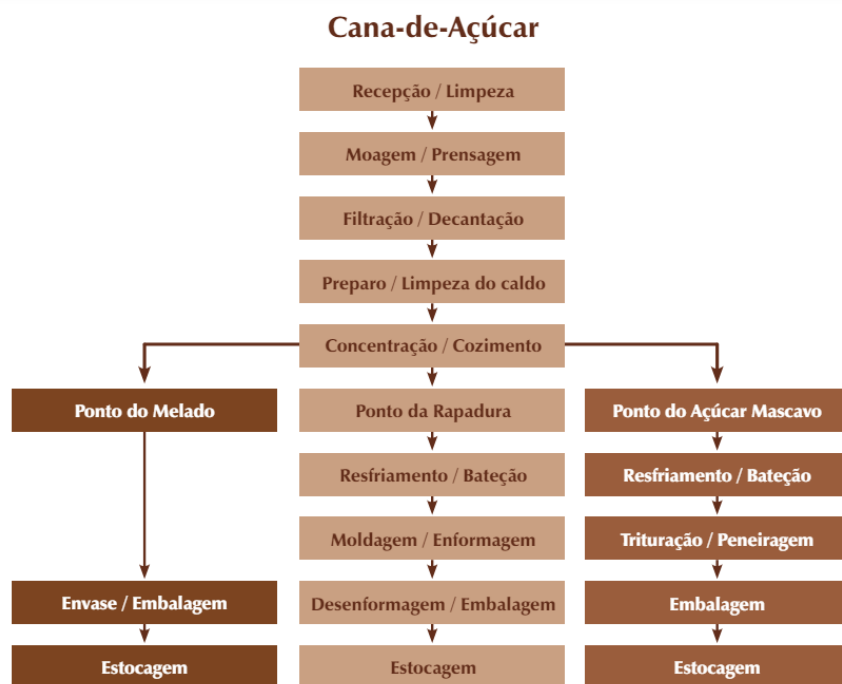 Cana-de-Açúcar
Recepção / Limpeza
Moagem / Prensagem
Filtração / Decantação
Preparo / Limpeza do caldo
Concentração / Cozimento
Ponto do Melado
Ponto da Rapadura
Ponto do Açúcar Mascavo
Resfriamento / Bateção
Resfriamento / Bateção
Moldagem / Enformagem
Trituração / Peneiragem
Envase / Embalagem
Desenformagem / Embalagem
Embalagem
Estocagem
Estocagem
Estocagem